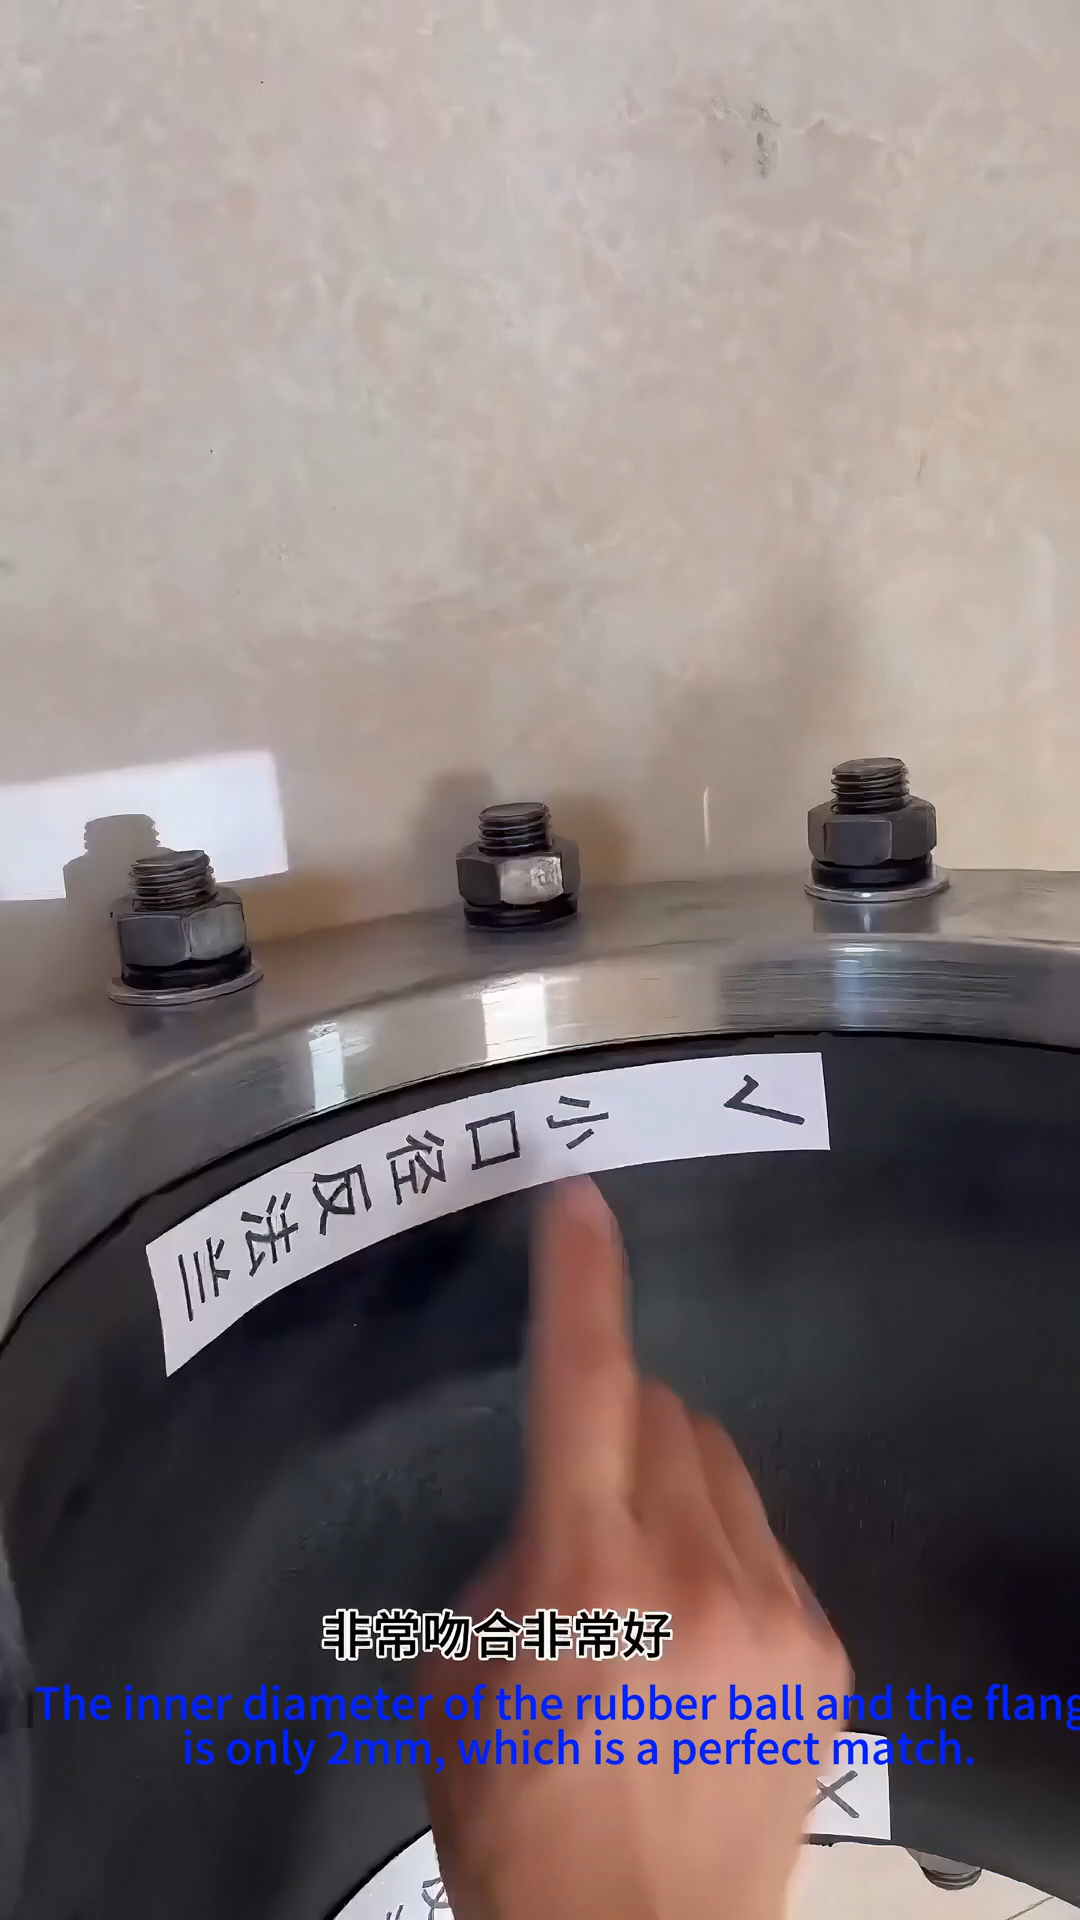 小口径反法兰 ✓
非常吻合非常好
The inner diameter of the rubber ball and the flang
is only 2mm, which is a perfect match.
X